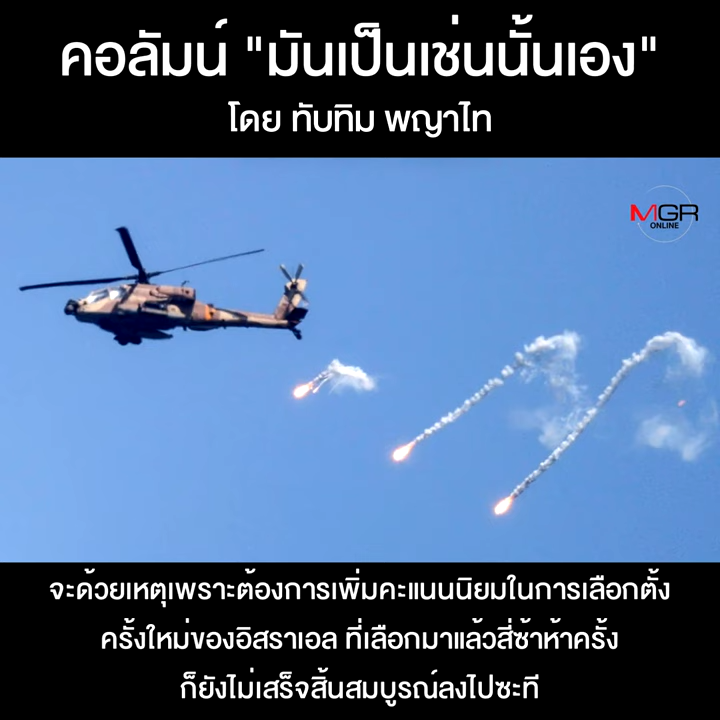 คอลัมน์ "มันเป็นเช่นนั้นเอง"
โดย ทับทิม พญาไท
MGR
ONLINE
จะด้วยเหตุเพราะต้องการเพิ่มคะแนนนิยมในการเลือกตั้ง
ครั้งใหม่ของอิสราเอล ที่เลือกมาแล้วสี่ซ้ำห้าครั้ง
ก็ยังไม่เสร็จสิ้นสมบูรณ์ลงไปซะที